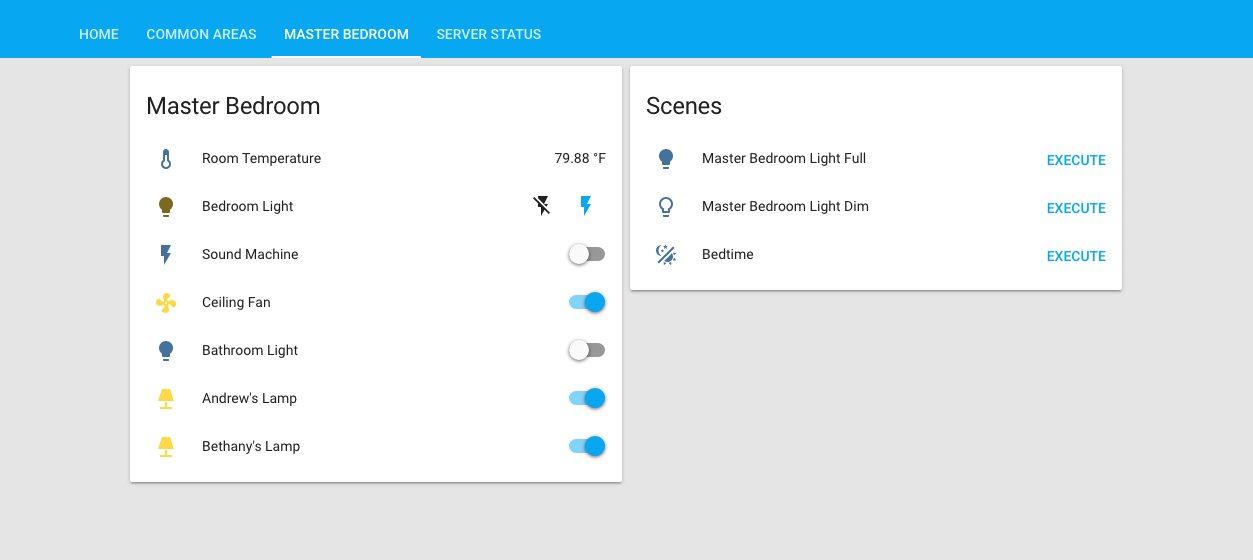 HOME COMMON AREAS MASTER BEDROOM SERVER STATUS
Master Bedroom
Room Temperature 79.88 °F
Bedroom Light
Sound Machine
Ceiling Fan
Bathroom Light
Andrew's Lamp
Bethany's Lamp
Scenes
Master Bedroom Light Full EXECUTE
Master Bedroom Light Dim EXECUTE
Bedtime EXECUTE